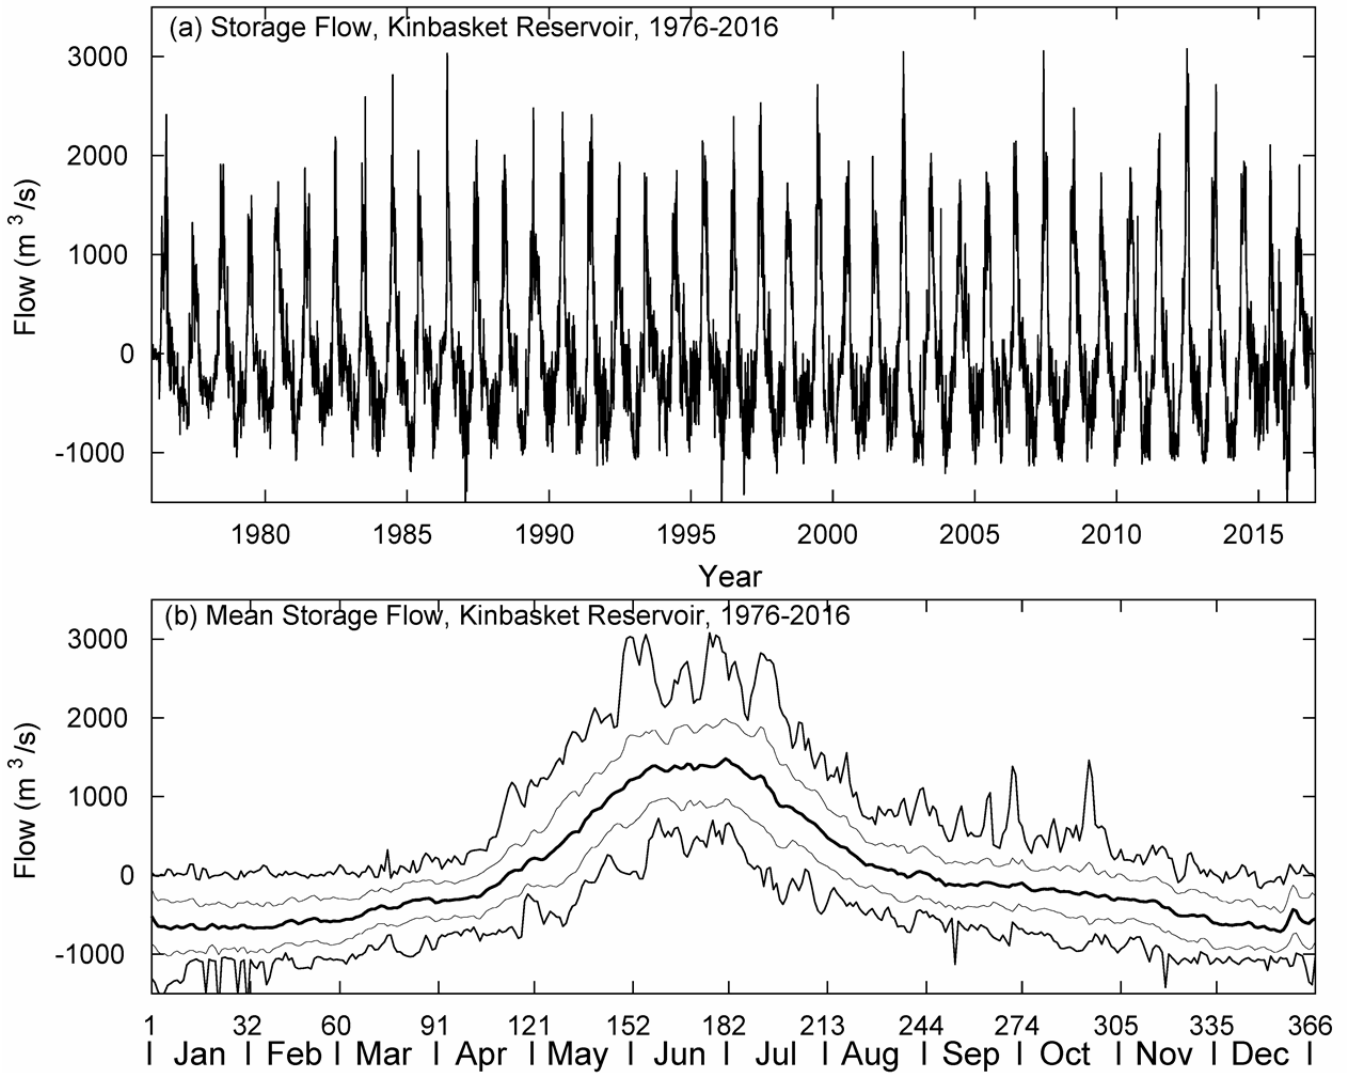 (a) Storage Flow, Kinbasket Reservoir, 1976-2016
3000
2000
1000
0
-1000
Flow (m 3 /s)
1980 1985 1990 1995 2000 2005 2010 2015
Year
(b) Mean Storage Flow, Kinbasket Reservoir, 1976-2016
3000
2000
1000
0
-1000
Flow (m 3 /s)
1 32 60 91 121 152 182 213 244 274 305 335 366
| Jan | Feb | Mar | Apr | May | Jun | Jul | Aug | Sep | Oct | Nov | Dec |